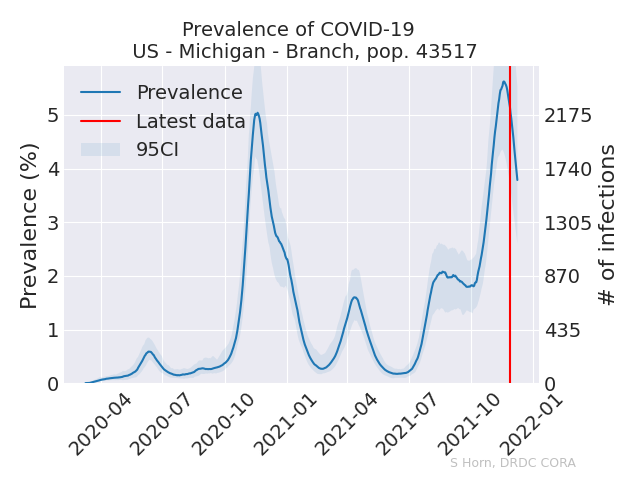 Prevalence of COVID-19
US - Michigan - Branch, pop. 43517
Prevalence
Latest data
95CI
Prevalence (%)
0
1
2
3
4
5
# of infections
0
435
870
1305
1740
2175
2020-04
2020-07
2020-10
2021-01
2021-04
2021-07
2021-10
2022-01
S Horn, DRDC CORA